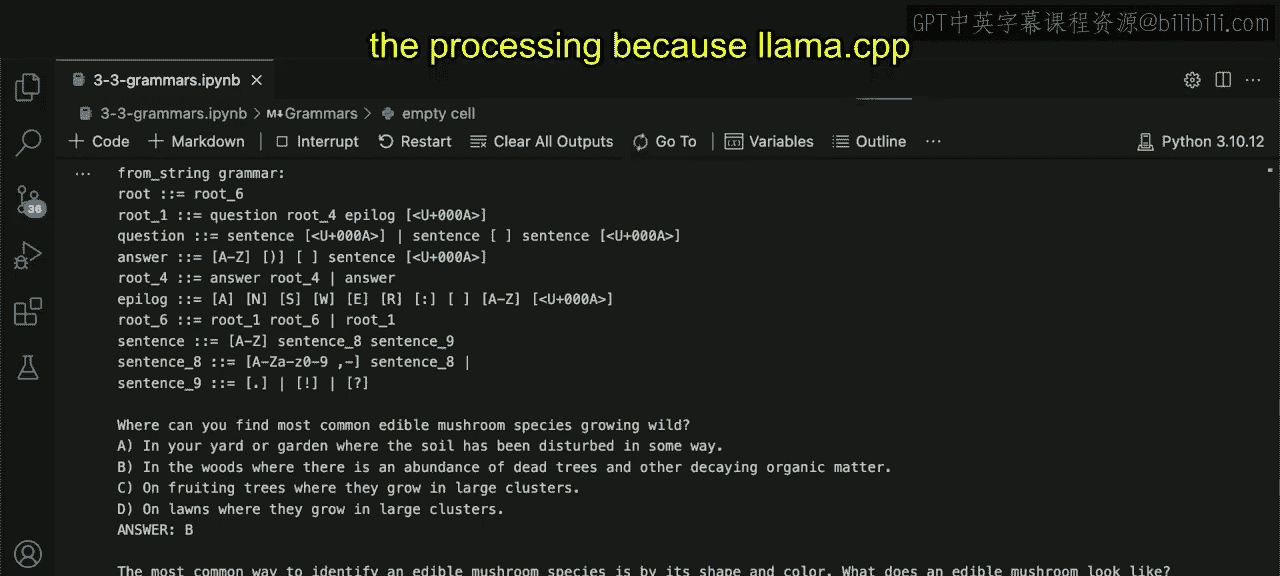 GPT中英字幕课程资源@bilibili.com
the processing because llama.cpp
3-3-grammars.ipynb
3-3-grammars.ipynb > M↓Grammars > empty cell
+ Code + Markdown | Interrupt Restart Clear All Outputs Go To | Variables Outline ... Python 3.10.12
... from_string grammar:
root ::= root_6
root_1 ::= question root_4 epilog [<U+000A>]
question ::= sentence [<U+000A>] | sentence [ ] sentence [<U+000A>]
answer ::= [A-Z] [)] [ ] sentence [<U+000A>]
root_4 ::= answer root_4 | answer
epilog ::= [A] [N] [S] [W] [E] [R] [:] [ ] [A-Z] [<U+000A>]
root_6 ::= root_1 root_6 | root_1
sentence ::= [A-Z] sentence_8 sentence_9
sentence_8 ::= [A-Za-z0-9 ,-] sentence_8 |
sentence_9 ::= [.] | [!] | [?]
36
Where can you find most common edible mushroom species growing wild?
A) In your yard or garden where the soil has been disturbed in some way.
B) In the woods where there is an abundance of dead trees and other decaying organic matter.
C) On fruiting trees where they grow in large clusters.
D) On lawns where they grow in large clusters.
ANSWER: B
The most common way to identify an edible mushroom species is by its shape and color. What does an edible mushroom look like?